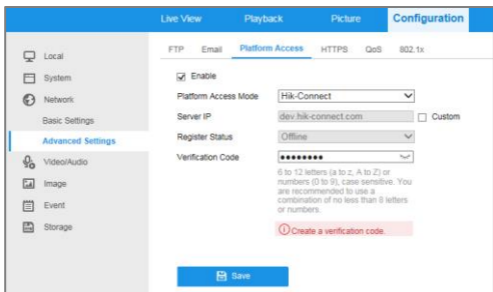 Live View Playback Picture Configuration
FTP Email Platform Access HTTPS QoS 802.1x
Local
System
Network
Basic Settings
Advanced Settings
Video/Audio
Image
Event
Storage
Enable
Platform Access Mode Hik-Connect
Server IP dev.hik-connect.com Custom
Register Status Offline
Verification Code ●●●●●●●●
6 to 12 letters (a to z, A to Z) or
numbers (0 to 9), case sensitive. You
are recommended to use a
combination of no less than 8 letters
or numbers.
Create a verification code.
Save